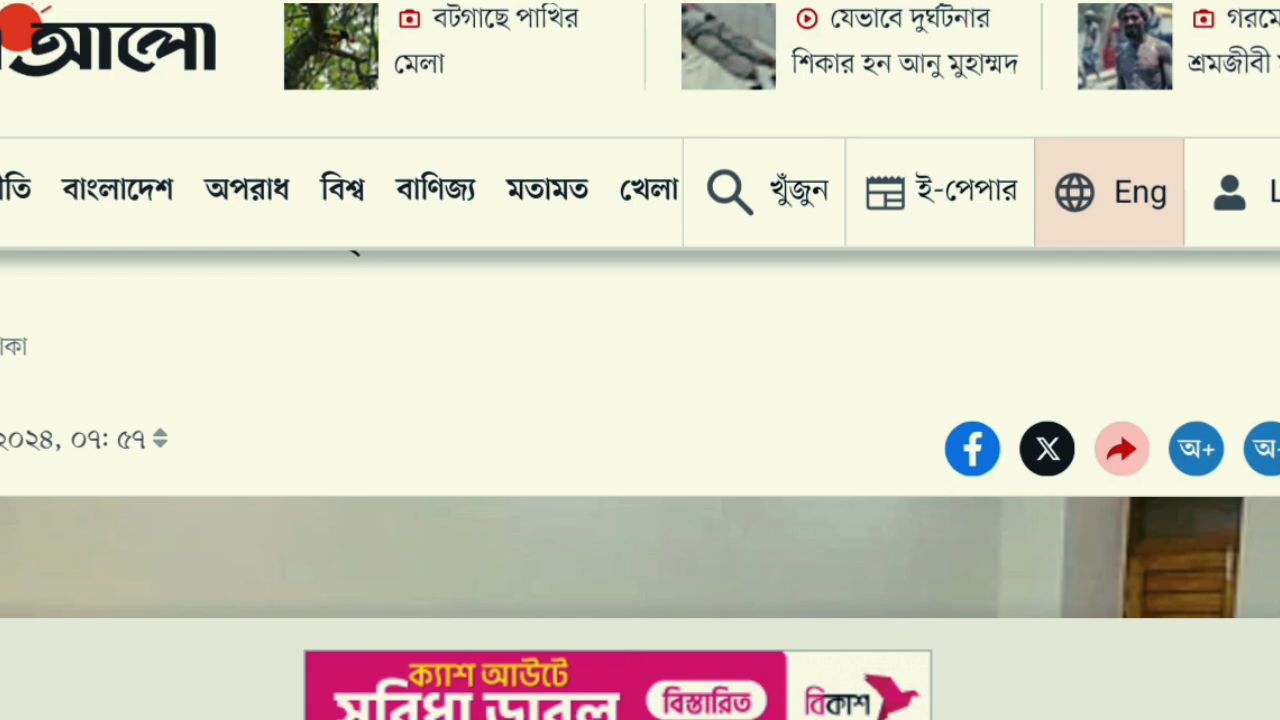 আলো
বটগাছে পাখির
মেলা
যেভাবে দুর্ঘটনার
শিকার হন আনু মুহাম্মদ
গরমে
শ্রমজীবী
বাংলাদেশ অপরাধ বিশ্ব বাণিজ্য মতামত খেলা খুঁজুন ই-পেপার Eng
২০২৪, ০৭: ৫৭
অ+
অ-
ক্যাশ আউটে
সুবিধা ডাবল
বিস্তারিত
বিকাশ